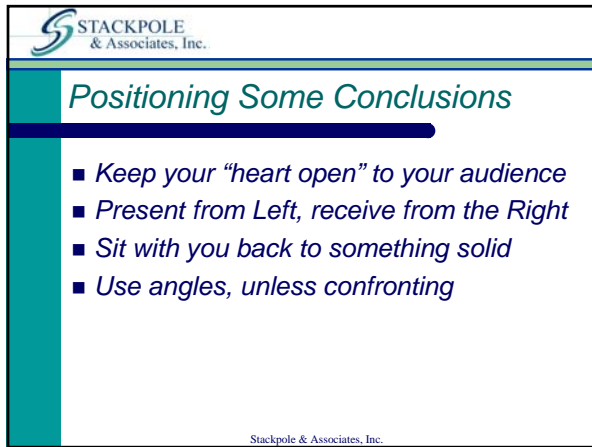 STACKPOLE
& Associates, Inc.
Positioning Some Conclusions
Keep your “heart open” to your audience
Present from Left, receive from the Right
Sit with you back to something solid
Use angles, unless confronting
Stackpole & Associates, Inc.